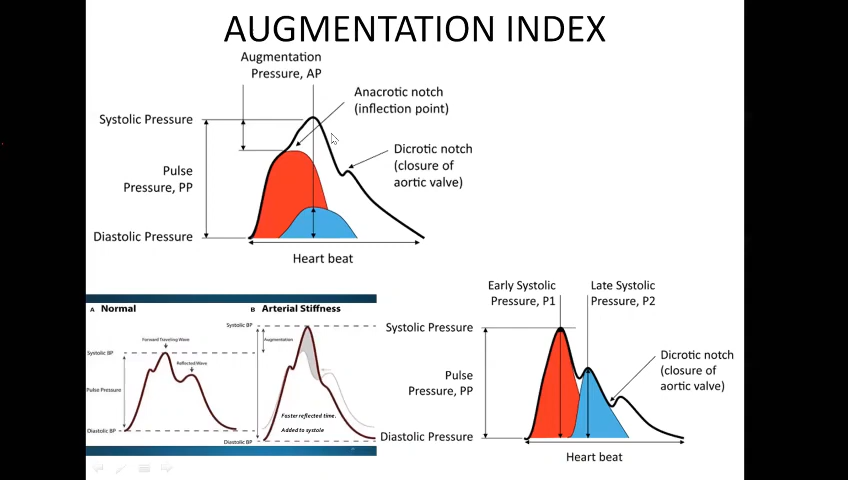 AUGMENTATION INDEX
Augmentation
Pressure, AP
Anacrotic notch
(inflection point)
Systolic Pressure
Dicrotic notch
(closure of
aortic valve)
Pulse
Pressure, PP
Diastolic Pressure
Heart beat
A Normal
Forward Traveling Wave
Reflected Wave
Systolic BP
Pulse Pressure
Diastolic BP
B Arterial Stiffness
Systolic BP
Augmentation
Faster reflected time.
Added to systole
Diastolic BP
Early Systolic
Pressure, P1
Late Systolic
Pressure, P2
Systolic Pressure
Dicrotic notch
(closure of
aortic valve)
Pulse
Pressure, PP
Diastolic Pressure
Heart beat